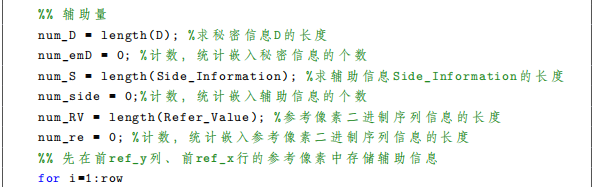 %% 辅助量
num_D = length(D); %求秘密信息D的长度
num_emD = 0; %计数，统计嵌入秘密信息的个数
num_S = length(Side_Information); %求辅助信息Side_Information的长度
num_side = 0;%计数，统计嵌入辅助信息的个数
num_RV = length(Refer_Value); %参考像素二进制序列信息的长度
num_re = 0; %计数，统计嵌入参考像素二进制序列信息的长度
%% 先在前ref_y列、前ref_x行的参考像素中存储辅助信息
for i=1:row